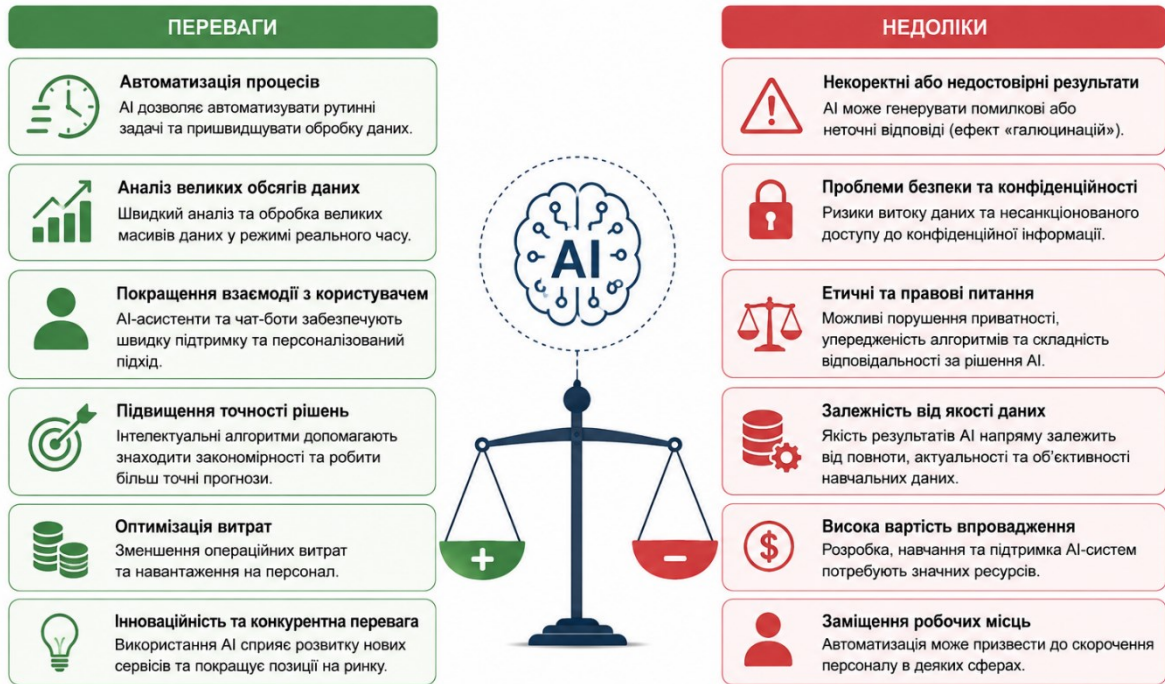 ПЕРЕВАГИ
Автоматизація процесів
AI дозволяє автоматизувати рутинні
задачі та пришвидшувати обробку даних.
Аналіз великих обсягів даних
Швидкий аналіз та обробка великих
масивів даних у режимі реального часу.
Покращення взаємодії з користувачем
AI-асистенти та чат-боти забезпечують
швидку підтримку та персоналізований
підхід.
Підвищення точності рішень
Інтелектуальні алгоритми допомагають
знаходити закономірності та робити
більш точні прогнози.
Оптимізація витрат
Зменшення операційних витрат
та навантаження на персонал.
Інноваційність та конкурентна перевага
Використання AI сприяє розвитку нових
сервісів та покращує позиції на ринку.
AI
НЕДОЛІКИ
Некоректні або недостовірні результати
AI може генерувати помилкові або
неточні відповіді (ефект «галюцинацій»).
Проблеми безпеки та конфіденційності
Ризики витоку даних та несанкціонованого
доступу до конфіденційної інформації.
Етичні та правові питання
Можливі порушення приватності,
упередженість алгоритмів та складність
відповідальності за рішення AI.
Залежність від якості даних
Якість результатів AI напряму залежить
від повноти, актуальності та об’єктивності
навчальних даних.
Висока вартість впровадження
Розробка, навчання та підтримка AI-систем
потребують значних ресурсів.
Заміщення робочих місць
Автоматизація може призвести до скорочення
персоналу в деяких сферах.